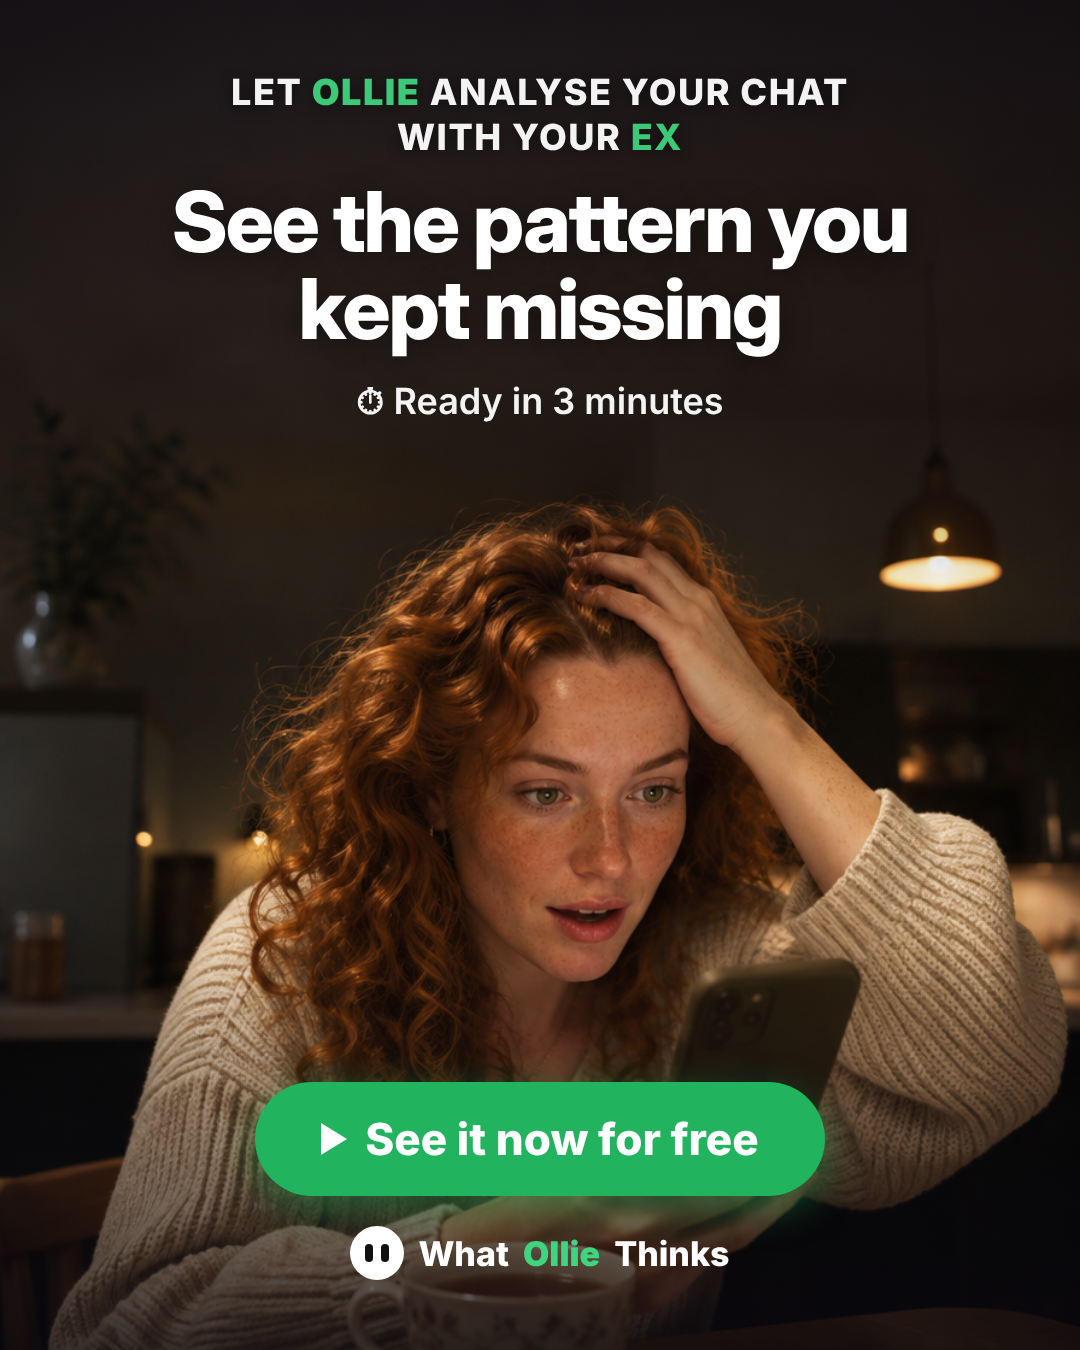 LET OLLIE ANALYSE YOUR CHAT
WITH YOUR EX
See the pattern you
kept missing
⏱ Ready in 3 minutes
▶ See it now for free
What Ollie Thinks